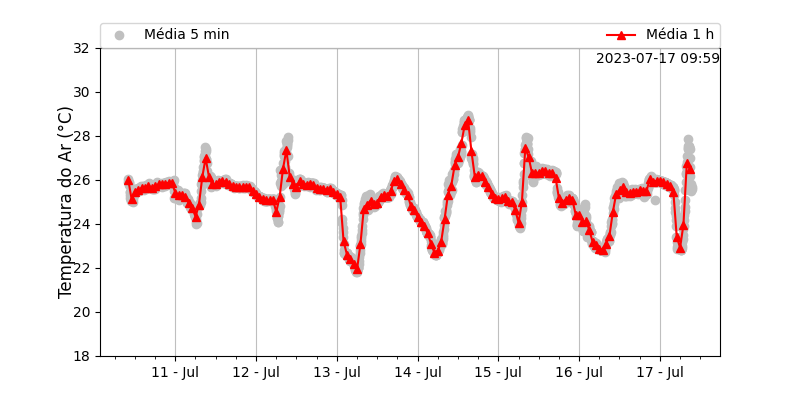 Média 5 min
Média 1 h
2023-07-17 09:59
Temperatura do Ar (°C)
32
30
28
26
24
22
20
18
11 - Jul
12 - Jul
13 - Jul
14 - Jul
15 - Jul
16 - Jul
17 - Jul